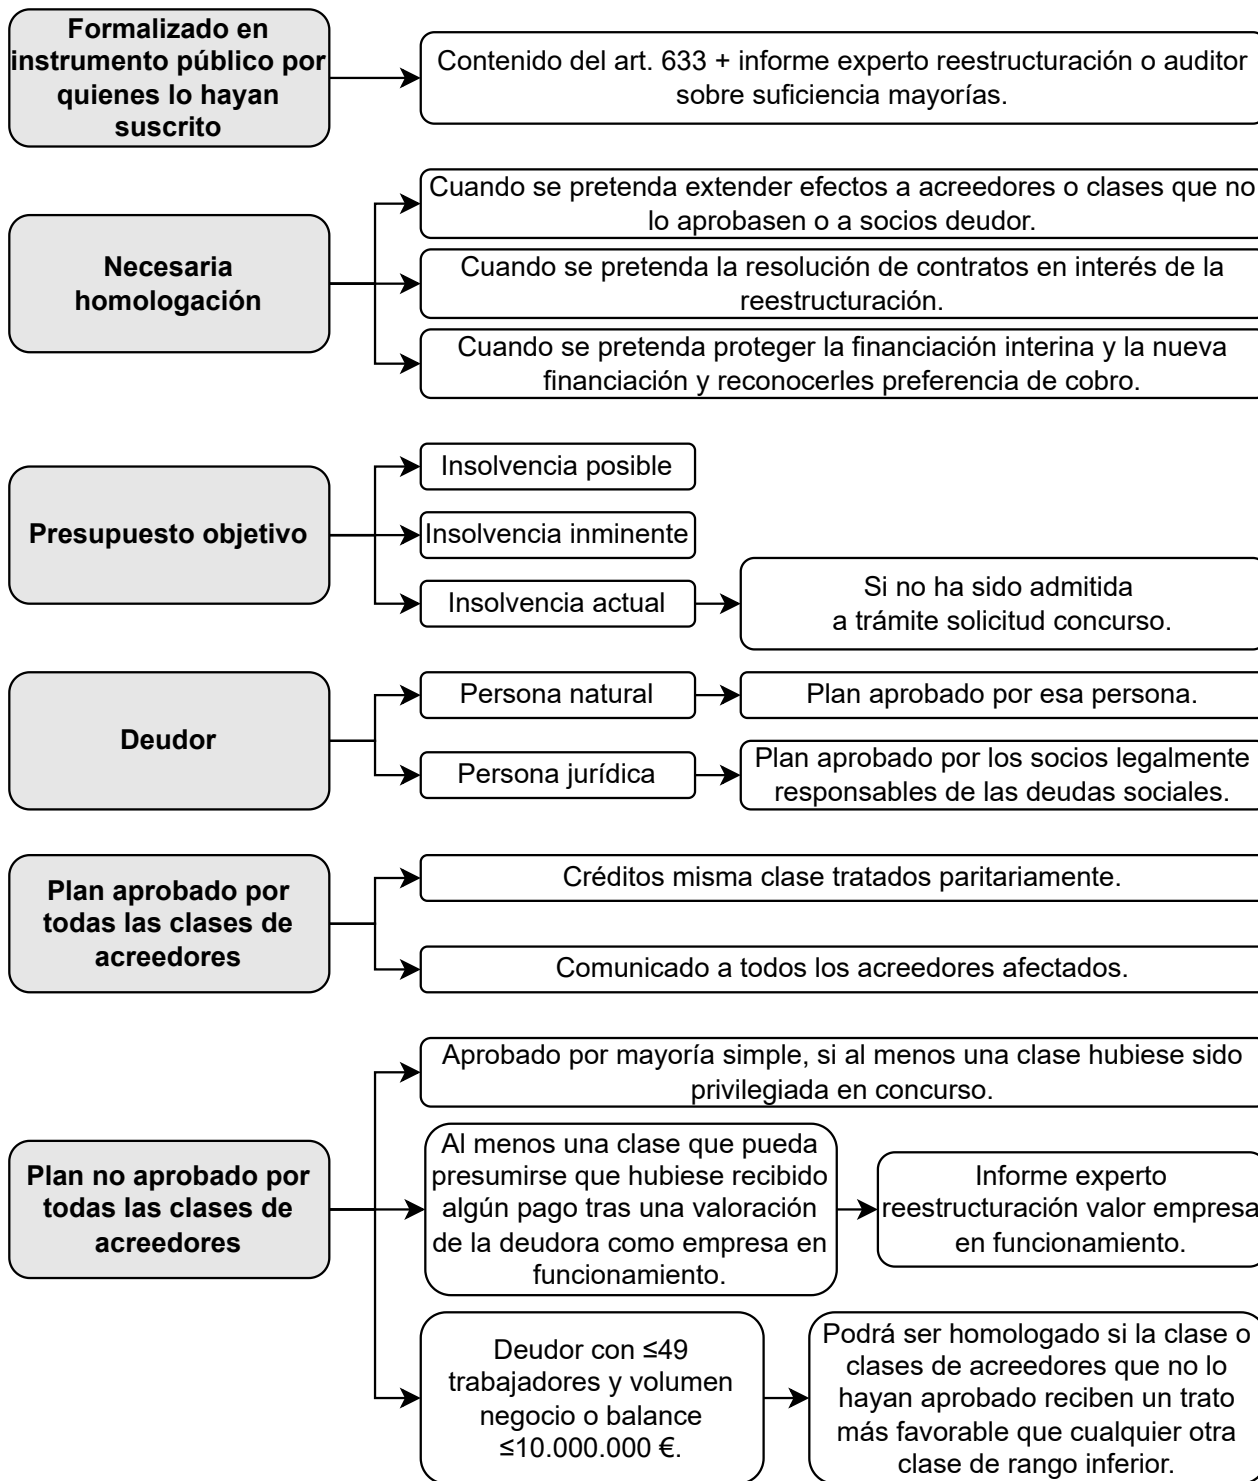 Formalizado en
instrumento público por
quienes lo hayan
suscrito
Contenido del art. 633 + informe experto reestructuración o auditor
sobre suficiencia mayorías.
Necesaria
homologación
Cuando se pretenda extender efectos a acreedores o clases que no
lo aprobasen o a socios deudor.
Cuando se pretenda la resolución de contratos en interés de la
reestructuración.
Cuando se pretenda proteger la financiación interina y la nueva
financiación y reconocerles preferencia de cobro.
Presupuesto objetivo
Insolvencia posible
Insolvencia inminente
Insolvencia actual
Si no ha sido admitida
a trámite solicitud concurso.
Deudor
Persona natural
Plan aprobado por esa persona.
Persona jurídica
Plan aprobado por los socios legalmente
responsables de las deudas sociales.
Plan aprobado por
todas las clases de
acreedores
Créditos misma clase tratados paritariamente.
Comunicado a todos los acreedores afectados.
Plan no aprobado por
todas las clases de
acreedores
Aprobado por mayoría simple, si al menos una clase hubiese sido
privilegiada en concurso.
Al menos una clase que pueda
presumirse que hubiese recibido
algún pago tras una valoración
de la deudora como empresa en
funcionamiento.
Informe experto
reestructuración valor empresa
en funcionamiento.
Deudor con ≤49
trabajadores y volumen
negocio o balance
≤10.000.000 €.
Podrá ser homologado si la clase o
clases de acreedores que no lo
hayan aprobado reciben un trato
más favorable que cualquier otra
clase de rango inferior.